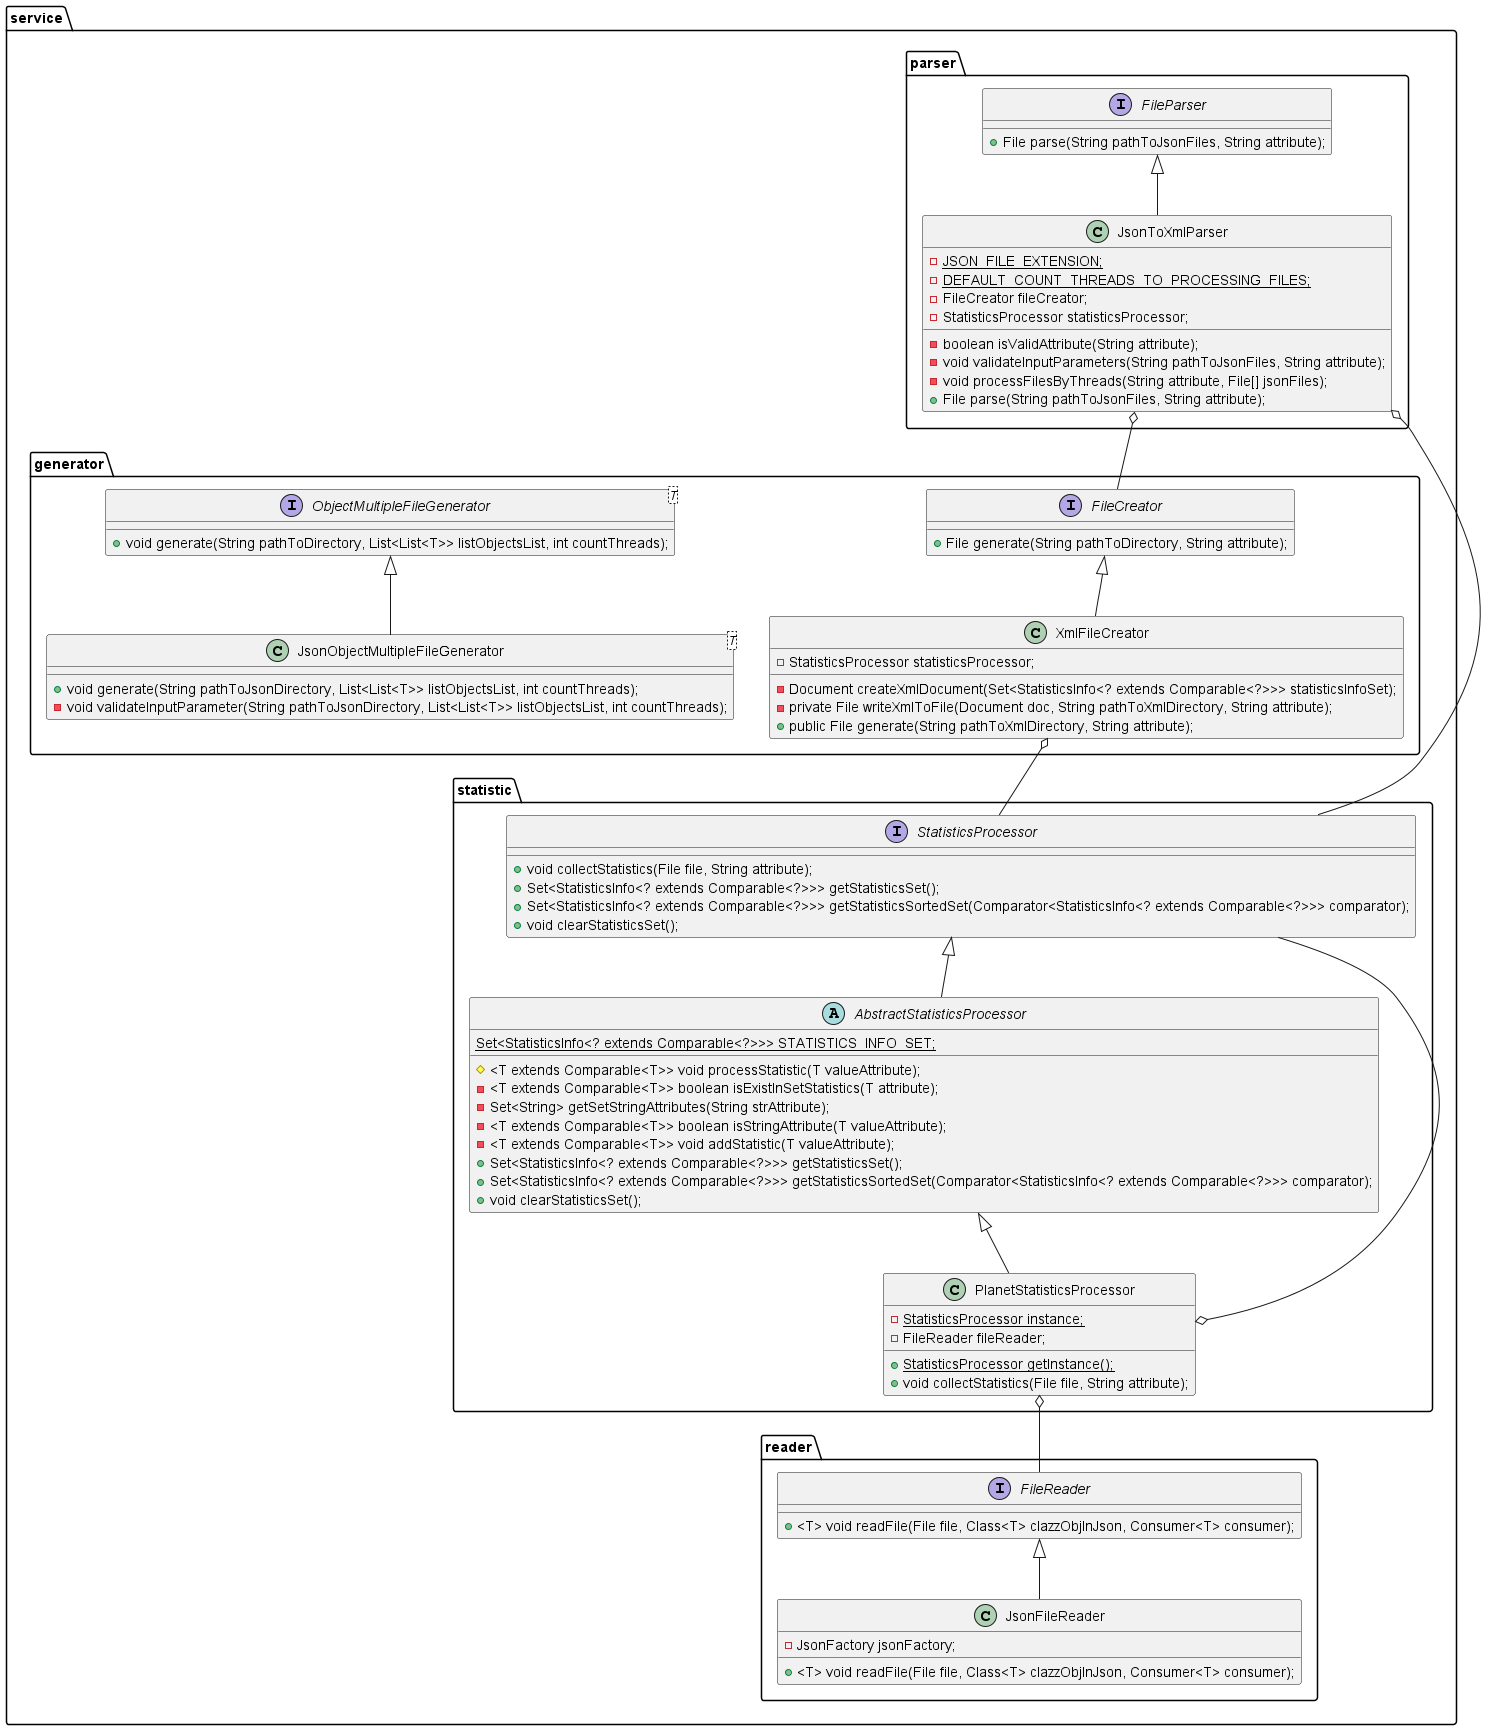 service
parser
I FileParser
File parse(String pathToJsonFiles, String attribute);
C JsonToXmlParser
JSON_FILE_EXTENSION;
DEFAULT_COUNT_THREADS_TO_PROCESSING_FILES;
FileCreator fileCreator;
StatisticsProcessor statisticsProcessor;
boolean isValidAttribute(String attribute);
void validateInputParameters(String pathToJsonFiles, String attribute);
void processFilesByThreads(String attribute, File[] jsonFiles);
File parse(String pathToJsonFiles, String attribute);
generator
I ObjectMultipleFileGenerator T
void generate(String pathToDirectory, List<List<T>> listObjectsList, int countThreads);
I FileCreator
File generate(String pathToDirectory, String attribute);
C JsonObjectMultipleFileGenerator T
void generate(String pathToJsonDirectory, List<List<T>> listObjectsList, int countThreads);
void validateInputParameter(String pathToJsonDirectory, List<List<T>> listObjectsList, int countThreads);
C XmlFileCreator
StatisticsProcessor statisticsProcessor;
Document createXmlDocument(Set<StatisticsInfo<? extends Comparable<?>>> statisticsInfoSet);
private File writeXmlToFile(Document doc, String pathToXmlDirectory, String attribute);
public File generate(String pathToXmlDirectory, String attribute);
statistic
I StatisticsProcessor
void collectStatistics(File file, String attribute);
Set<StatisticsInfo<? extends Comparable<?>>> getStatisticsSet();
Set<StatisticsInfo<? extends Comparable<?>>> getStatisticsSortedSet(Comparator<StatisticsInfo<? extends Comparable<?>>> comparator);
void clearStatisticsSet();
A AbstractStatisticsProcessor
Set<StatisticsInfo<? extends Comparable<?>>> STATISTICS_INFO_SET;
<T extends Comparable<T>> void processStatistic(T valueAttribute);
<T extends Comparable<T>> boolean isExistInSetStatistics(T attribute);
Set<String> getSetStringAttributes(String strAttribute);
<T extends Comparable<T>> boolean isStringAttribute(T valueAttribute);
<T extends Comparable<T>> void addStatistic(T valueAttribute);
Set<StatisticsInfo<? extends Comparable<?>>> getStatisticsSet();
Set<StatisticsInfo<? extends Comparable<?>>> getStatisticsSortedSet(Comparator<StatisticsInfo<? extends Comparable<?>>> comparator);
void clearStatisticsSet();
C PlanetStatisticsProcessor
StatisticsProcessor instance;
FileReader fileReader;
StatisticsProcessor getInstance();
void collectStatistics(File file, String attribute);
reader
I FileReader
<T> void readFile(File file, Class<T> clazzObjInJson, Consumer<T> consumer);
C JsonFileReader
JsonFactory jsonFactory;
<T> void readFile(File file, Class<T> clazzObjInJson, Consumer<T> consumer);